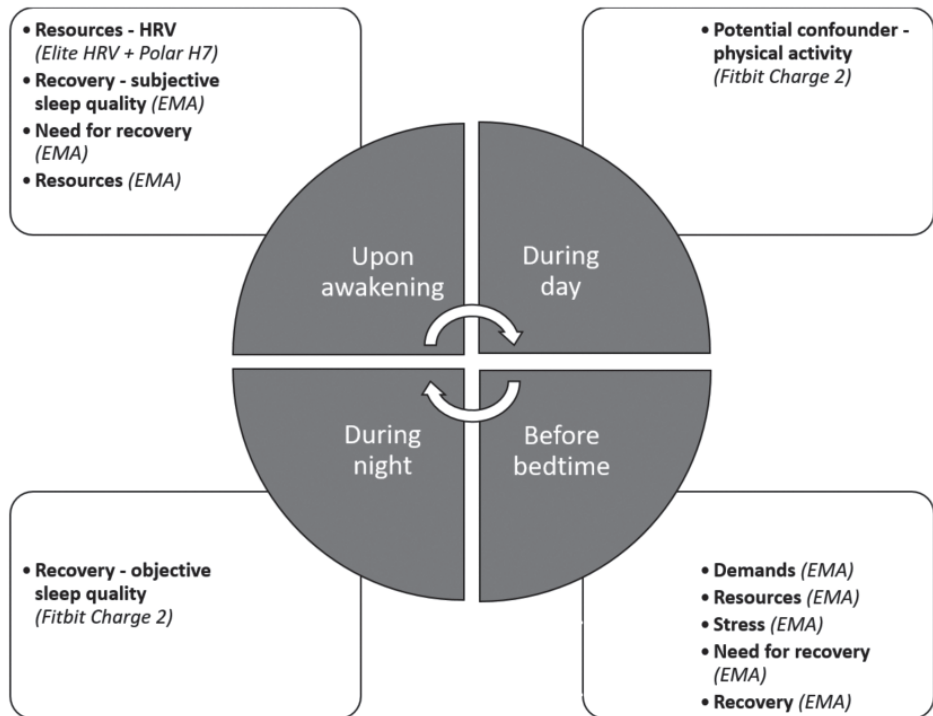 • Resources - HRV
(Elite HRV + Polar H7)
• Recovery - subjective
sleep quality (EMA)
• Need for recovery
(EMA)
• Resources (EMA)
• Potential confounder -
physical activity
(Fitbit Charge 2)
Upon
awakening
During
day
During
night
Before
bedtime
• Recovery - objective
sleep quality
(Fitbit Charge 2)
• Demands (EMA)
• Resources (EMA)
• Stress (EMA)
• Need for recovery
(EMA)
• Recovery (EMA)